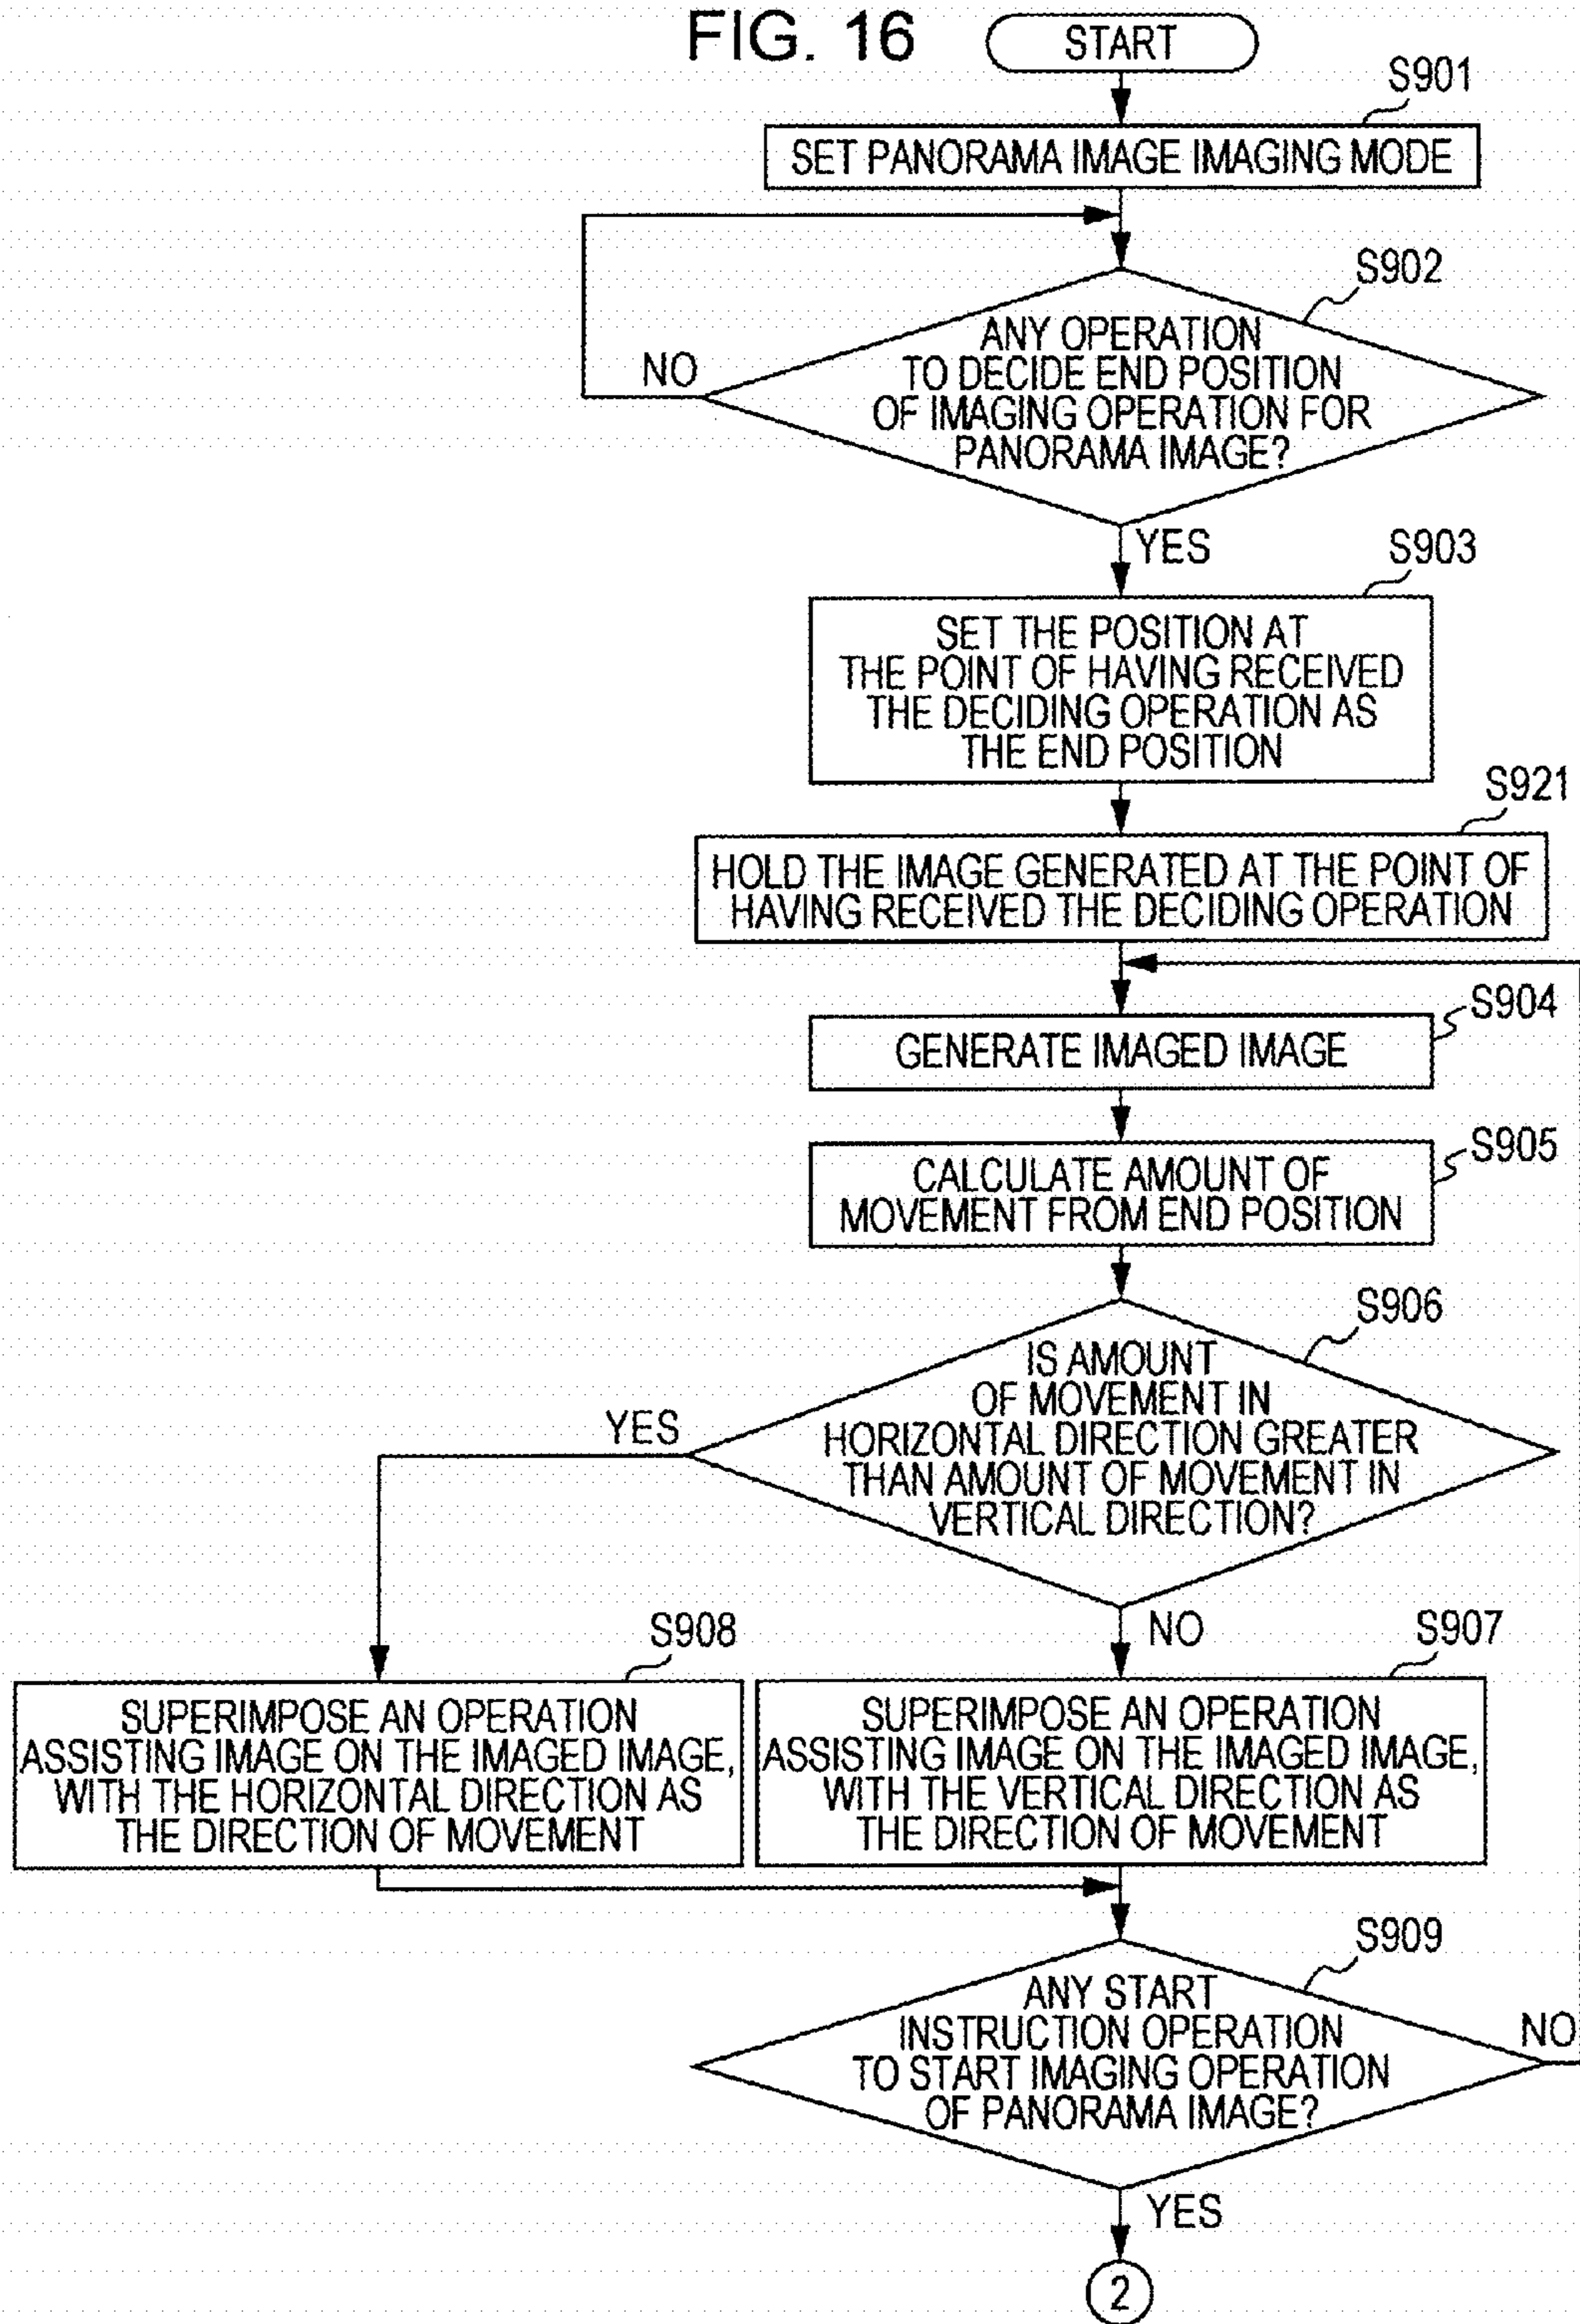 FIG. 16
START
S901
SET PANORAMA IMAGE IMAGING MODE
S902
ANY OPERATION
TO DECIDE END POSITION
OF IMAGING OPERATION FOR
PANORAMA IMAGE?
NO
YES
S903
SET THE POSITION AT
THE POINT OF HAVING RECEIVED
THE DECIDING OPERATION AS
THE END POSITION
S921
HOLD THE IMAGE GENERATED AT THE POINT OF
HAVING RECEIVED THE DECIDING OPERATION
S904
GENERATE IMAGED IMAGE
S905
CALCULATE AMOUNT OF
MOVEMENT FROM END POSITION
S906
IS AMOUNT
OF MOVEMENT IN
HORIZONTAL DIRECTION GREATER
THAN AMOUNT OF MOVEMENT IN
VERTICAL DIRECTION?
YES
NO
S908
SUPERIMPOSE AN OPERATION
ASSISTING IMAGE ON THE IMAGED IMAGE,
WITH THE HORIZONTAL DIRECTION AS
THE DIRECTION OF MOVEMENT
S907
SUPERIMPOSE AN OPERATION
ASSISTING IMAGE ON THE IMAGED IMAGE,
WITH THE VERTICAL DIRECTION AS
THE DIRECTION OF MOVEMENT
S909
ANY START
INSTRUCTION OPERATION
TO START IMAGING OPERATION
OF PANORAMA IMAGE?
NO
YES
2